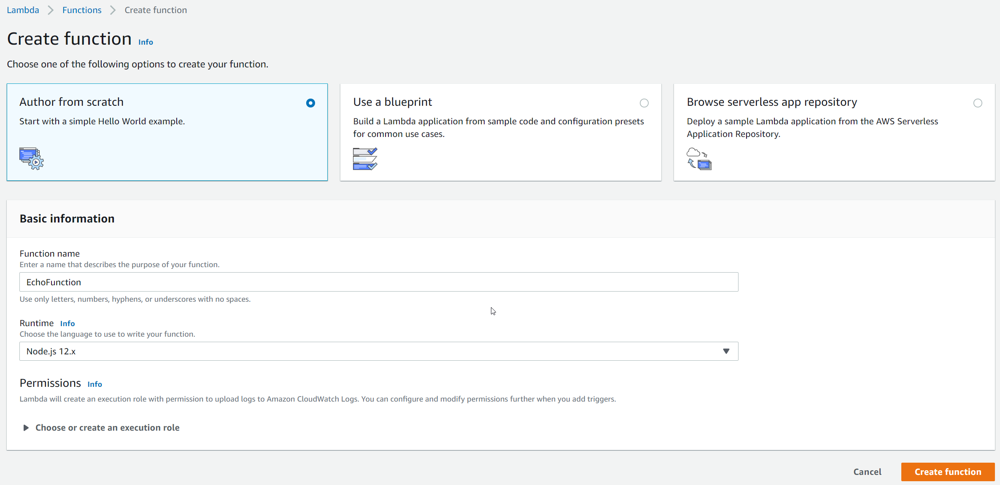 Lambda > Functions > Create function
Create function Info
Choose one of the following options to create your function.
Author from scratch
Start with a simple Hello World example.
Use a blueprint
Build a Lambda application from sample code and configuration presets
for common use cases.
Browse serverless app repository
Deploy a sample Lambda application from the AWS Serverless
Application Repository.
Basic information
Function name
Enter a name that describes the purpose of your function.
EchoFunction
Use only letters, numbers, hyphens, or underscores with no spaces.
Runtime Info
Choose the language to use to write your function.
Node.js 12.x
Permissions Info
Lambda will create an execution role with permission to upload logs to Amazon CloudWatch Logs. You can configure and modify permissions further when you add triggers.
Choose or create an execution role
Cancel
Create function